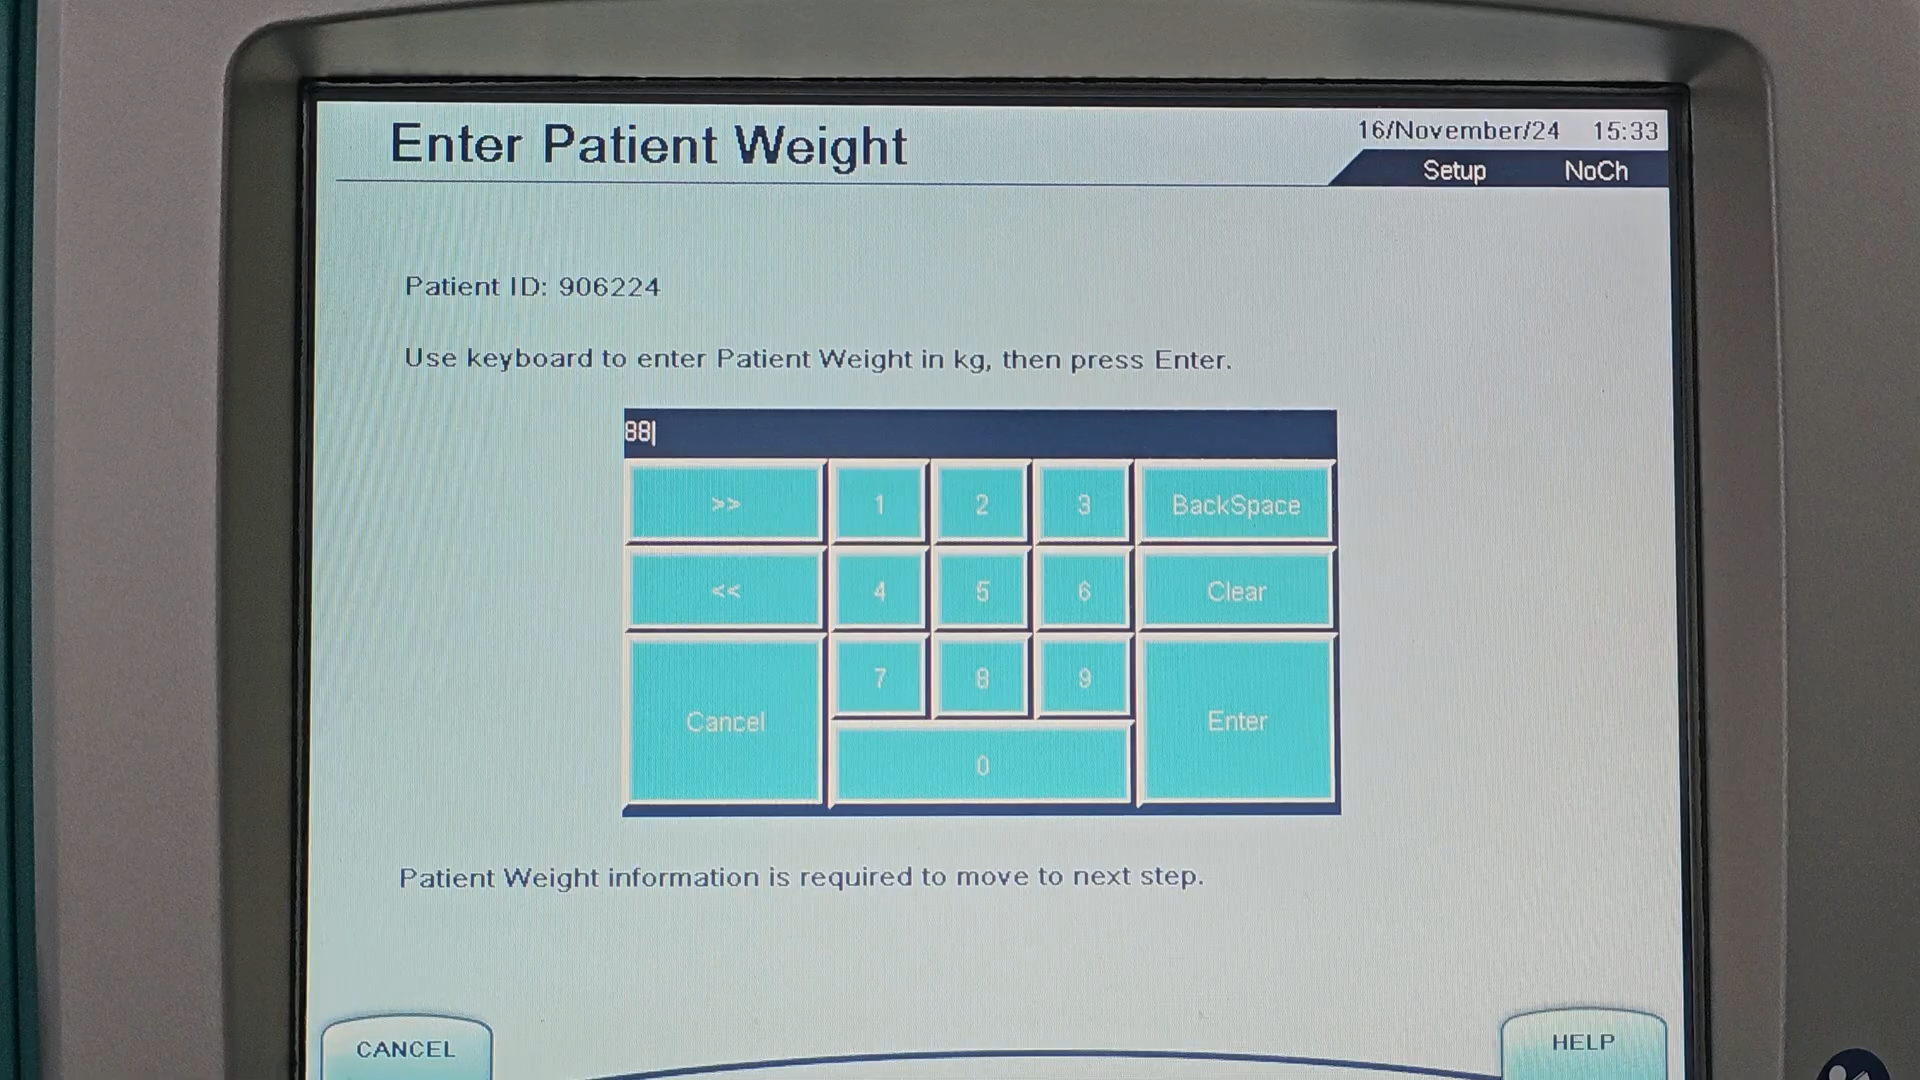 Enter Patient Weight
16/November/24 15:33
Setup NoCh
Patient ID: 906224
Use keyboard to enter Patient Weight in kg, then press Enter.
88
>> 1 2 3 BackSpace
<< 4 5 6 Clear
7 8 9
Cancel Enter
0
Patient Weight information is required to move to next step.
CANCEL HELP